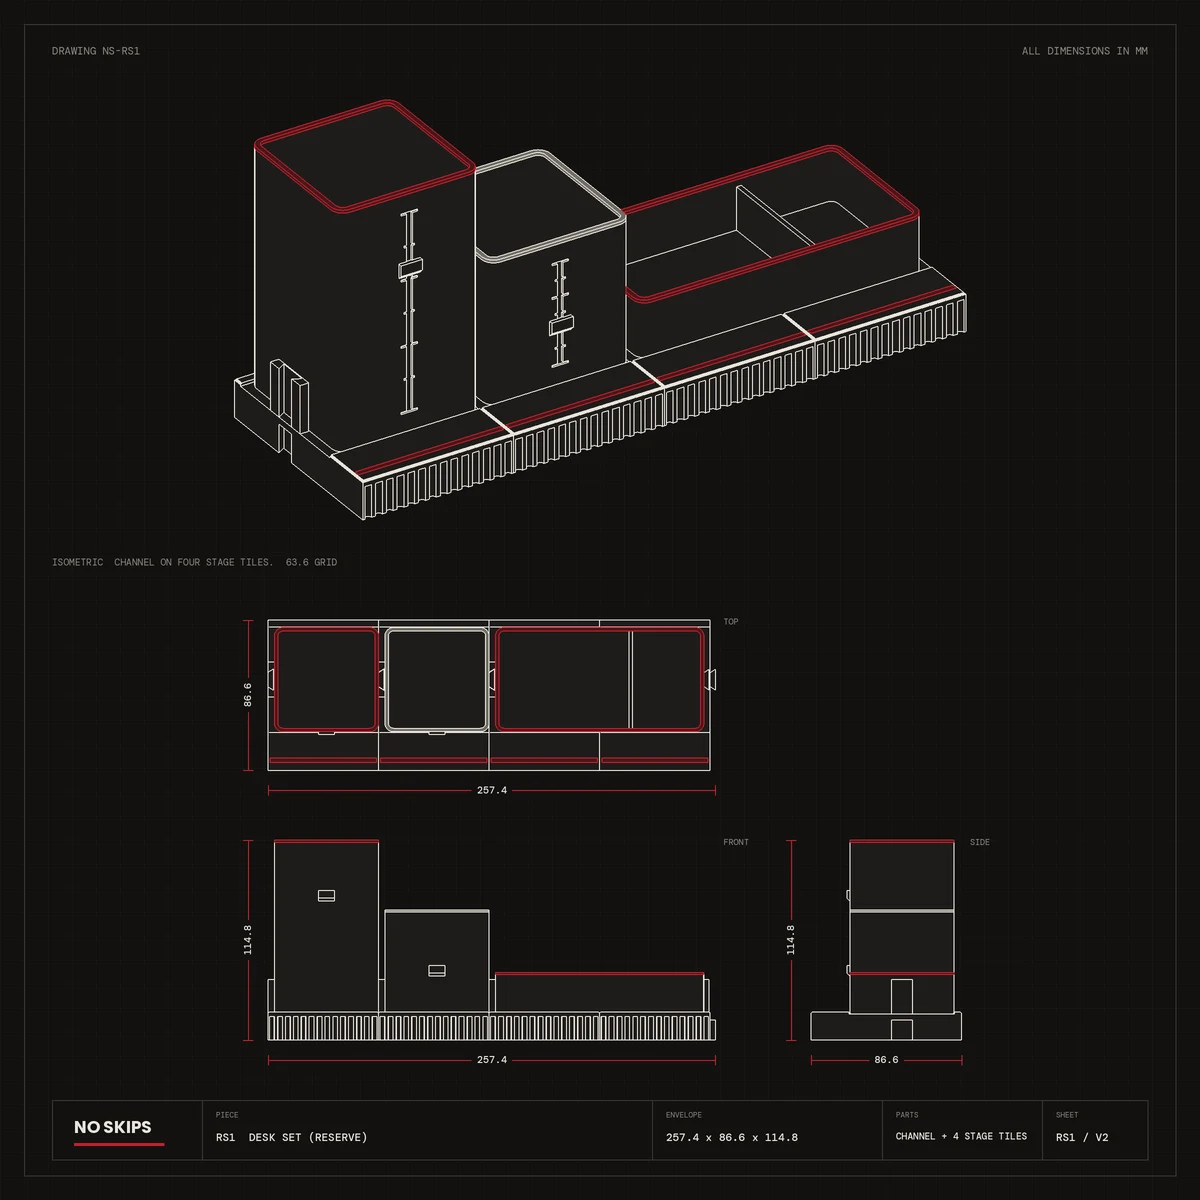 DRAWING NS-RS1
ALL DIMENSIONS IN MM
ISOMETRIC  CHANNEL ON FOUR STAGE TILES.  63.6 GRID
TOP
86.6
257.4
FRONT
SIDE
114.8
114.8
257.4
86.6
NO SKIPS
PIECE
RS1  DESK SET (RESERVE)
ENVELOPE
257.4 x 86.6 x 114.8
PARTS
CHANNEL + 4 STAGE TILES
SHEET
RS1 / V2